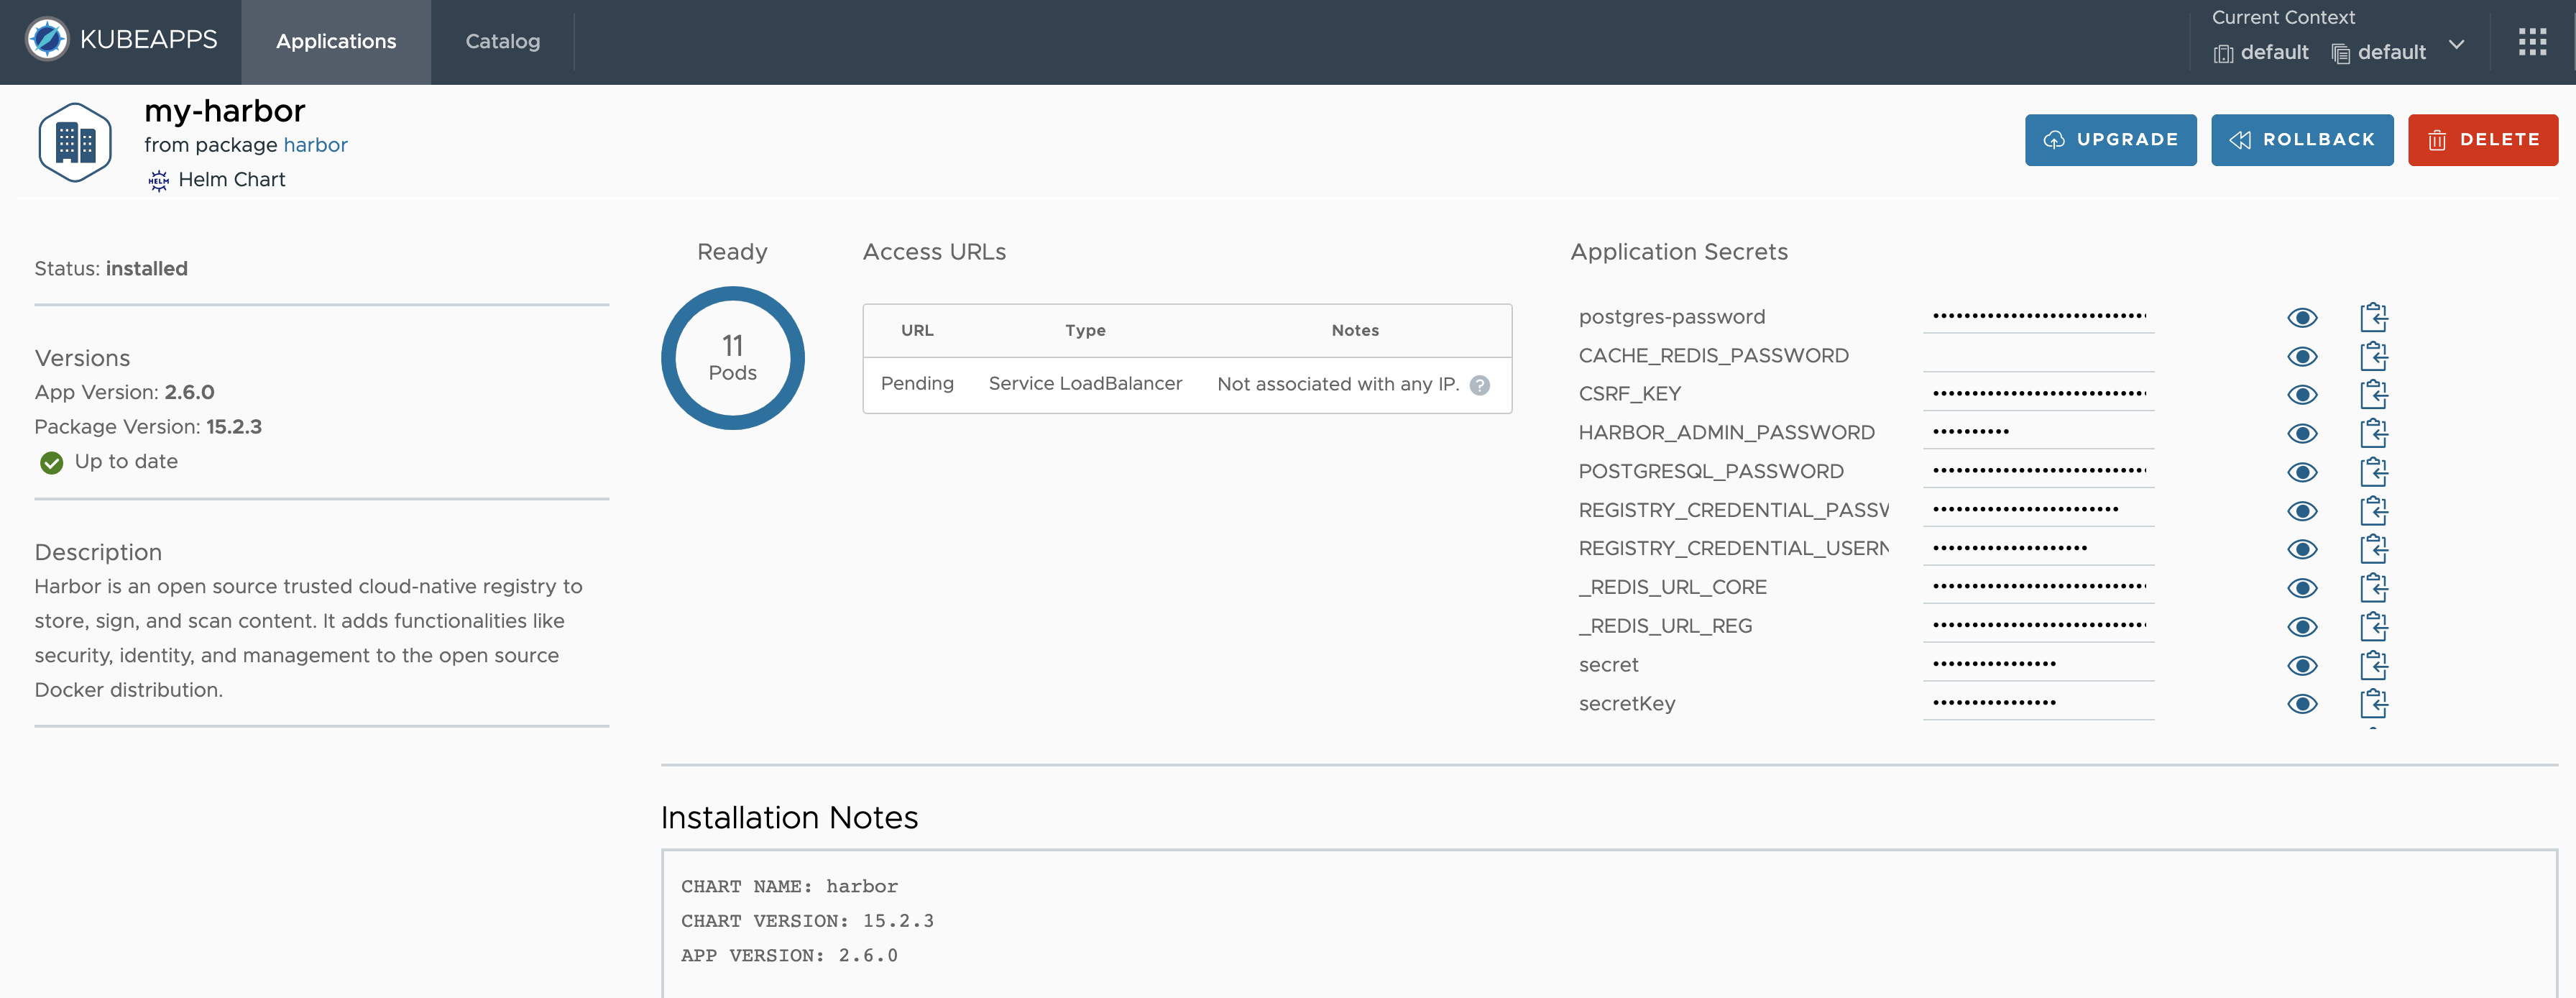 KUBEAPPS
Applications
Catalog
Current Context
default default
my-harbor
from package harbor
HELM Helm Chart
UPGRADE
ROLLBACK
DELETE
Status: installed
Versions
App Version: 2.6.0
Package Version: 15.2.3
Up to date
Description
Harbor is an open source trusted cloud-native registry to
store, sign, and scan content. It adds functionalities like
security, identity, and management to the open source
Docker distribution.
Ready
11
Pods
Access URLs
URL Type Notes
Pending Service LoadBalancer Not associated with any IP. ?
Application Secrets
postgres-password
CACHE_REDIS_PASSWORD
CSRF_KEY
HARBOR_ADMIN_PASSWORD
POSTGRESQL_PASSWORD
REGISTRY_CREDENTIAL_PASSW
REGISTRY_CREDENTIAL_USERN
_REDIS_URL_CORE
_REDIS_URL_REG
secret
secretKey
Installation Notes
CHART NAME: harbor
CHART VERSION: 15.2.3
APP VERSION: 2.6.0